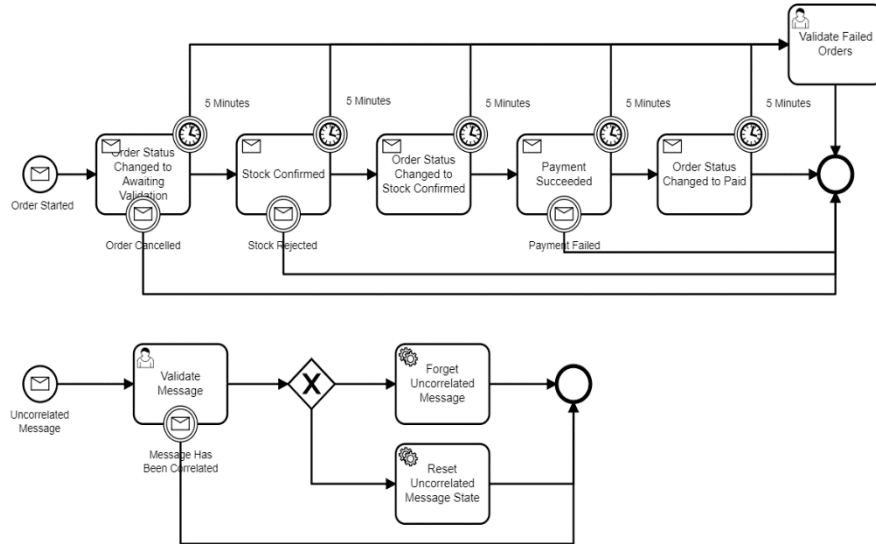 Validate Failed
Orders
5 Minutes
5 Minutes
5 Minutes
5 Minutes
5 Minutes
Order Status
Changed to
Awaiting
Validation
Stock Confirmed
Order Status
Changed to
Stock Confirmed
Payment
Succeeded
Order Status
Changed to Paid
Order Started
Order Cancelled
Stock Rejected
Payment Failed
Validate
Message
X
Forget
Uncorrelated
Message
Uncorrelated
Message
Message Has
Been Correlated
Reset
Uncorrelated
Message State